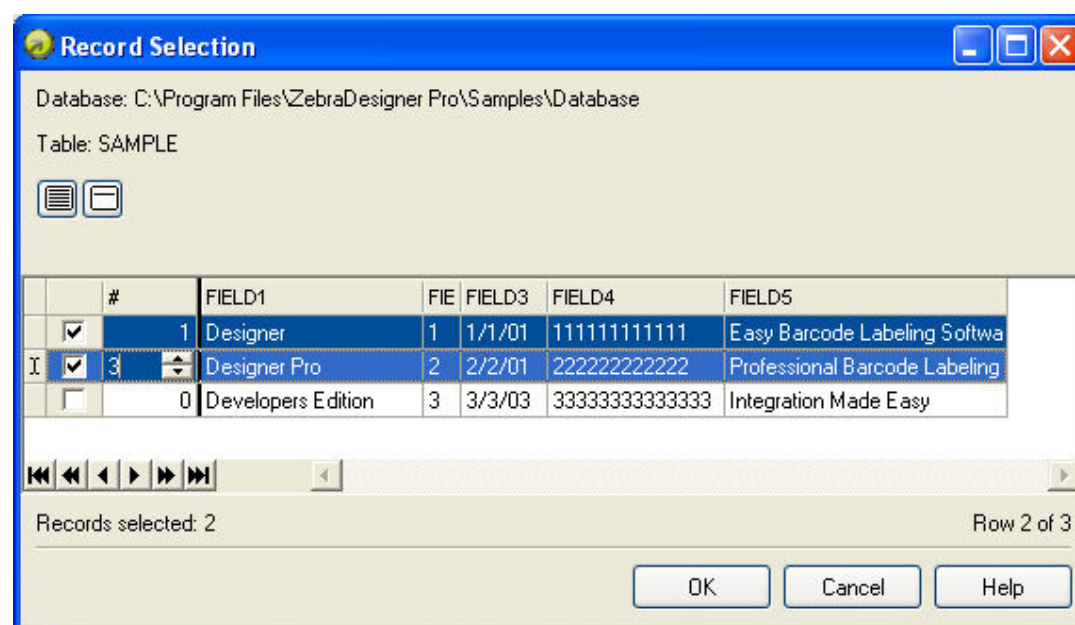 Record Selection
Database: C:\Program Files\ZebraDesigner Pro\Samples\Database
Table: SAMPLE
# FIELD1 FIE FIELD3 FIELD4 FIELD5
1 Designer 1 1/1/01 111111111111 Easy Barcode Labeling Softwa
3 Designer Pro 2 2/2/01 222222222222 Professional Barcode Labeling
0 Developers Edition 3 3/3/03 33333333333333 Integration Made Easy
Records selected: 2 Row 2 of 3
OK Cancel Help